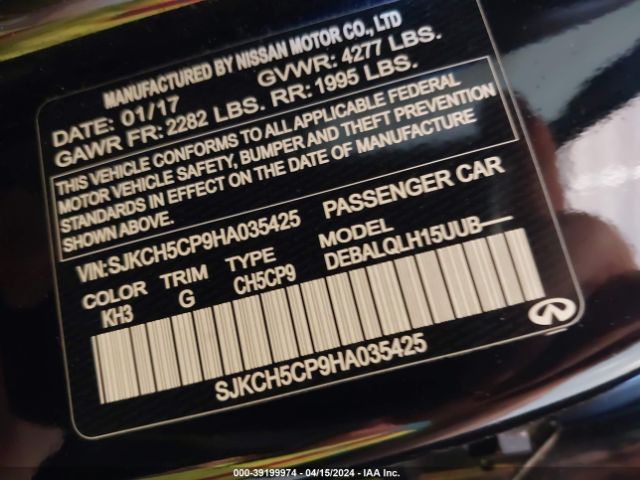 MANUFACTURED BY NISSAN MOTOR CO., LTD
DATE: 01/17 GVWR: 4277 LBS.
GAWR FR: 2282 LBS. RR: 1995 LBS.
THIS VEHICLE CONFORMS TO ALL APPLICABLE FEDERAL
MOTOR VEHICLE SAFETY, BUMPER AND THEFT PREVENTION
STANDARDS IN EFFECT ON THE DATE OF MANUFACTURE
SHOWN ABOVE.
VIN:SJKCH5CP9HA035425 PASSENGER CAR
COLOR TRIM TYPE MODEL
KH3 G CH5CP9 DEBALQLH15UUB-----
SJKCH5CP9HA035425
000-39199974 / 04/15/2024 - IAA Inc.